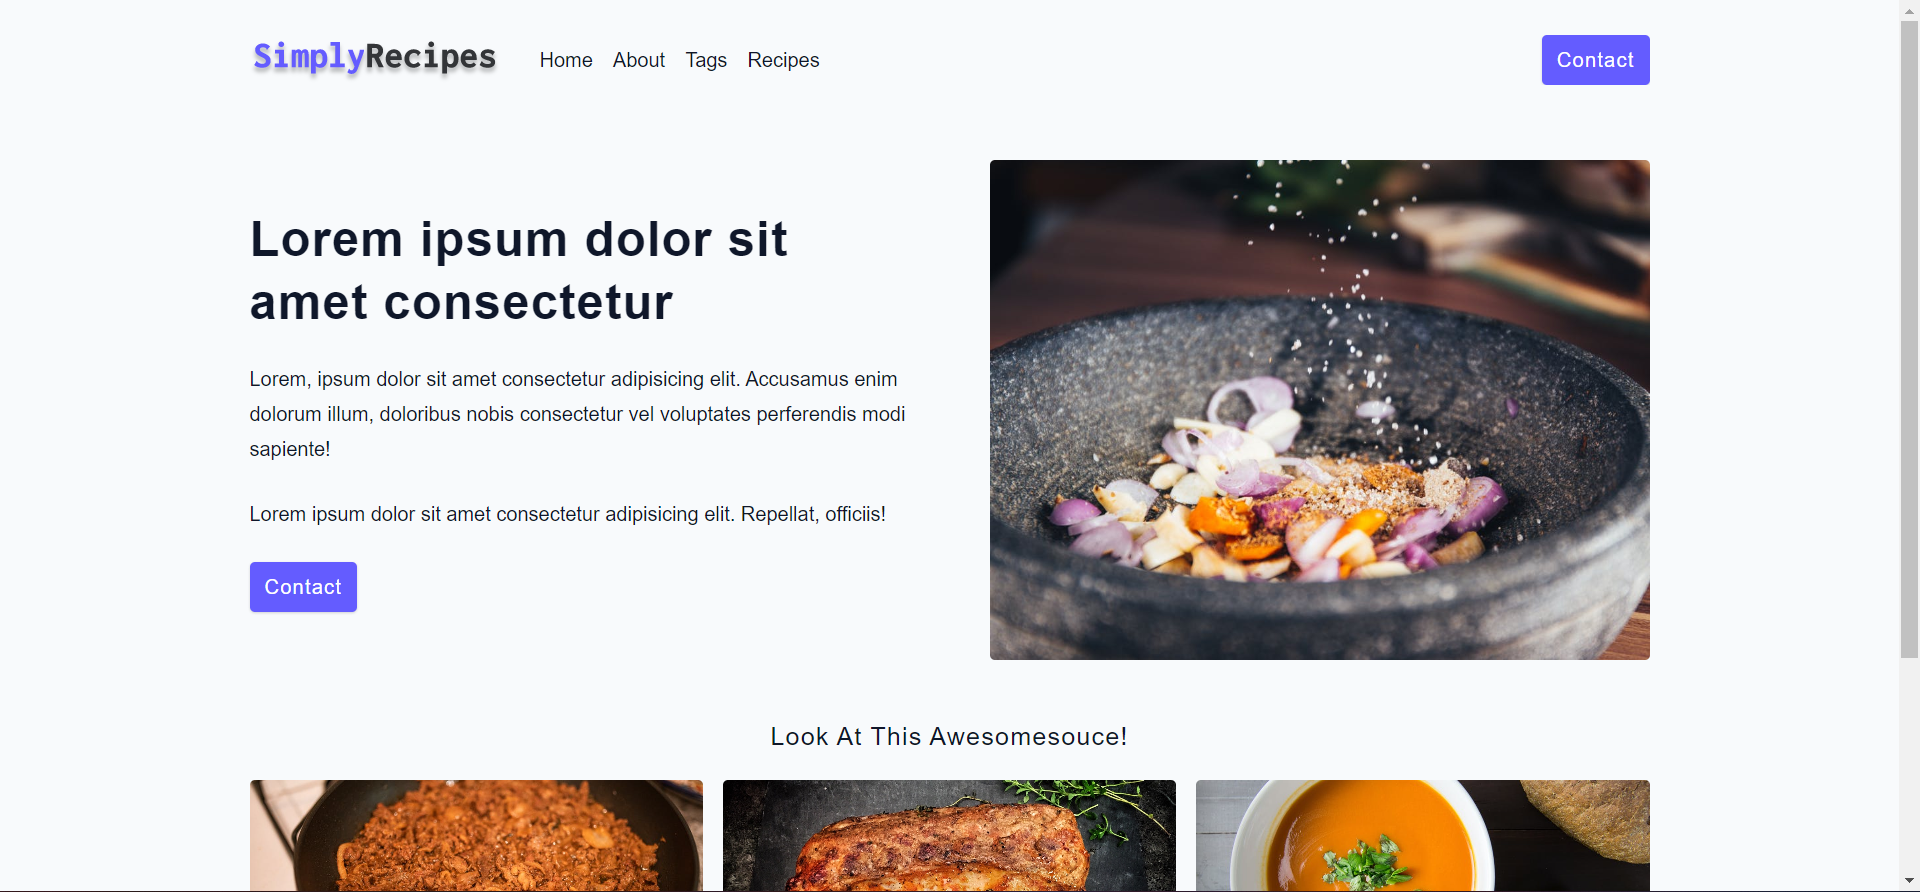 SimplyRecipes Home About Tags Recipes Contact
Lorem ipsum dolor sit
amet consectetur
Lorem, ipsum dolor sit amet consectetur adipisicing elit. Accusamus enim
dolorum illum, doloribus nobis consectetur vel voluptates perferendis modi
sapiente!
Lorem ipsum dolor sit amet consectetur adipisicing elit. Repellat, officiis!
Contact
Look At This Awesomesouce!